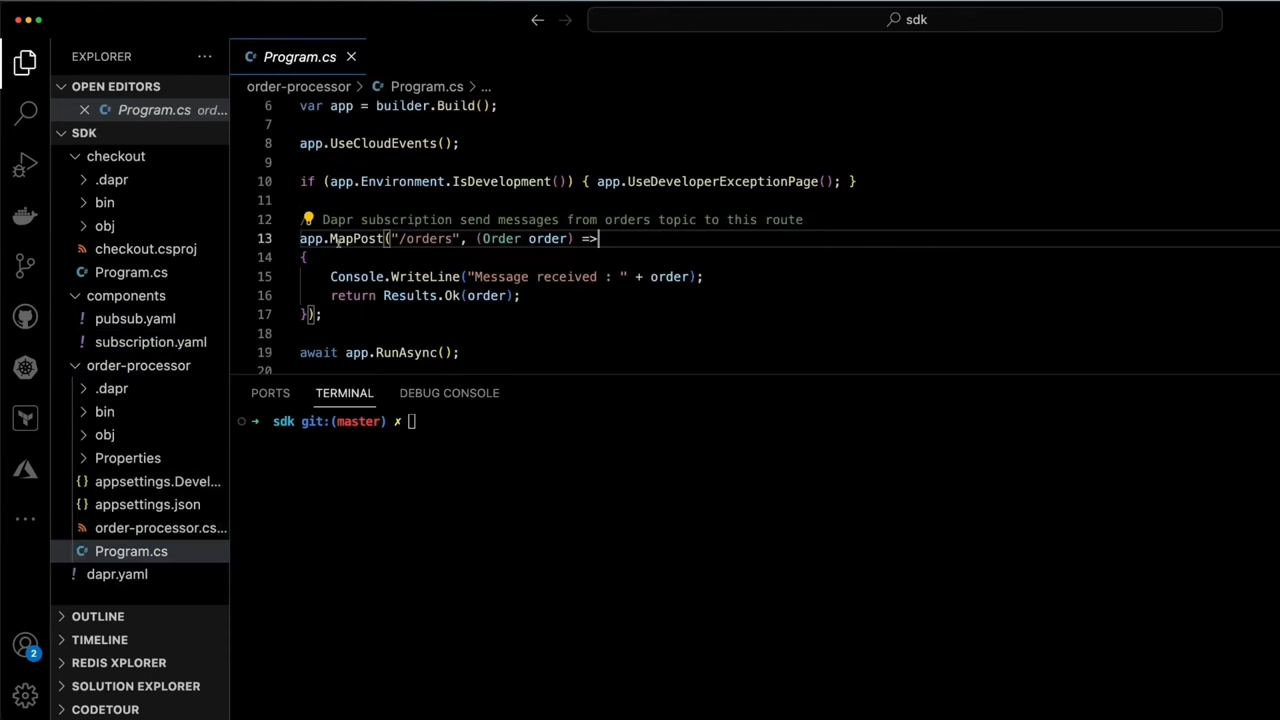 sdk
EXPLORER
OPEN EDITORS
Program.cs ord...
SDK
checkout
.dapr
bin
obj
checkout.csproj
Program.cs
components
pubsub.yaml
subscription.yaml
order-processor
.dapr
bin
obj
Properties
appsettings.Devel...
appsettings.json
order-processor.cs...
Program.cs
dapr.yaml
OUTLINE
TIMELINE
REDIS XPLORER
SOLUTION EXPLORER
CODETOUR
2
Program.cs
order-processor > Program.cs > ...
6 var app = builder.Build();
7
8 app.UseCloudEvents();
9
10 if (app.Environment.IsDevelopment()) { app.UseDeveloperExceptionPage(); }
11
12 Dapr subscription send messages from orders topic to this route
13 app.MapPost("/orders", (Order order) =>
14 {
15 Console.WriteLine("Message received : " + order);
16 return Results.Ok(order);
17 });
18
19 await app.RunAsync();
20
PORTS TERMINAL DEBUG CONSOLE
→ sdk git:(master) ✗